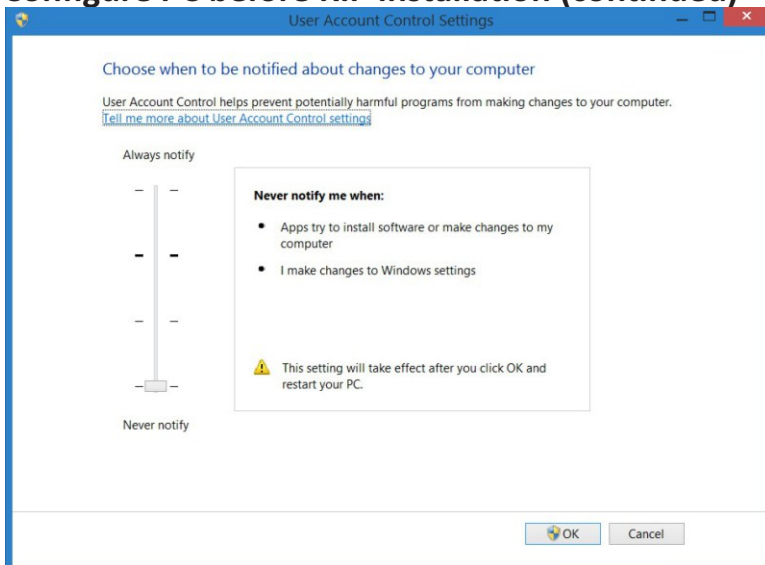 Configure PC before RIP Installation (continued)
User Account Control Settings
Choose when to be notified about changes to your computer
User Account Control helps prevent potentially harmful programs from making changes to your computer.
Tell me more about User Account Control settings
Always notify
Never notify me when:
• Apps try to install software or make changes to my
computer
• I make changes to Windows settings
This setting will take effect after you click OK and
restart your PC.
Never notify
OK
Cancel